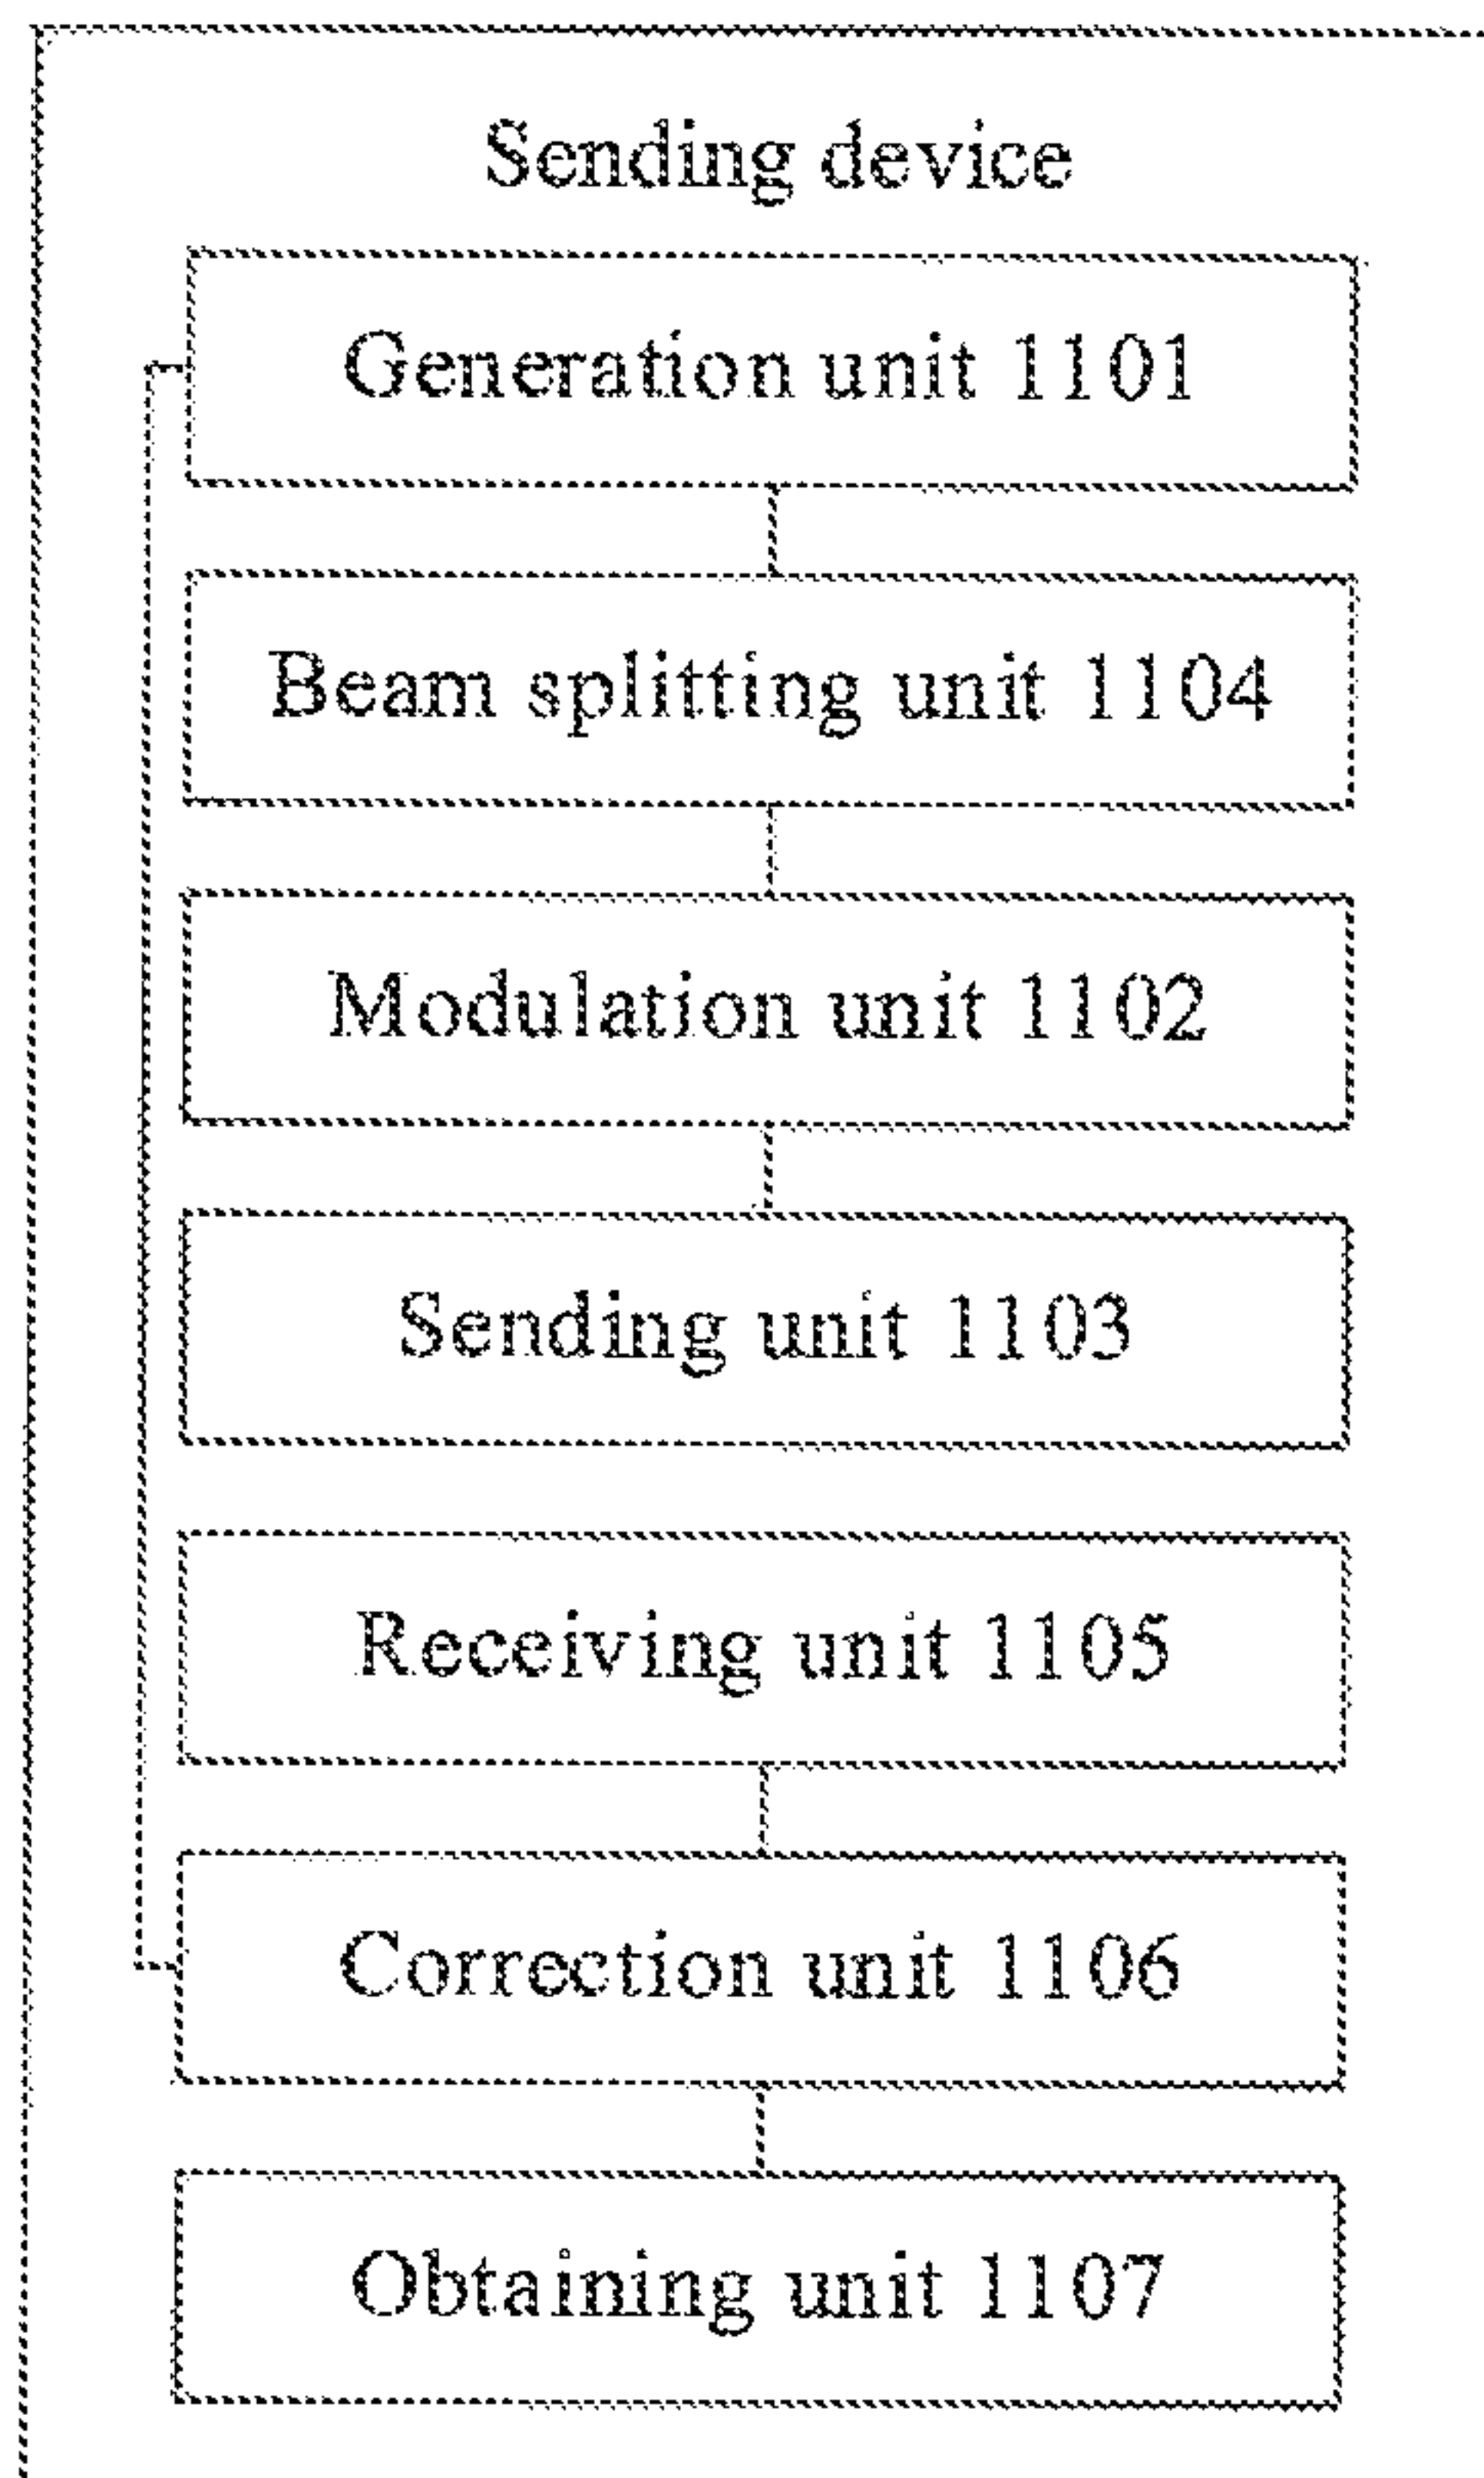 Sending device
Generation unit 1101
Beam splitting unit 1104
Modulation unit 1102
Sending unit 1103
Receiving unit 1105
Correction unit 1106
Obtaining unit 1107